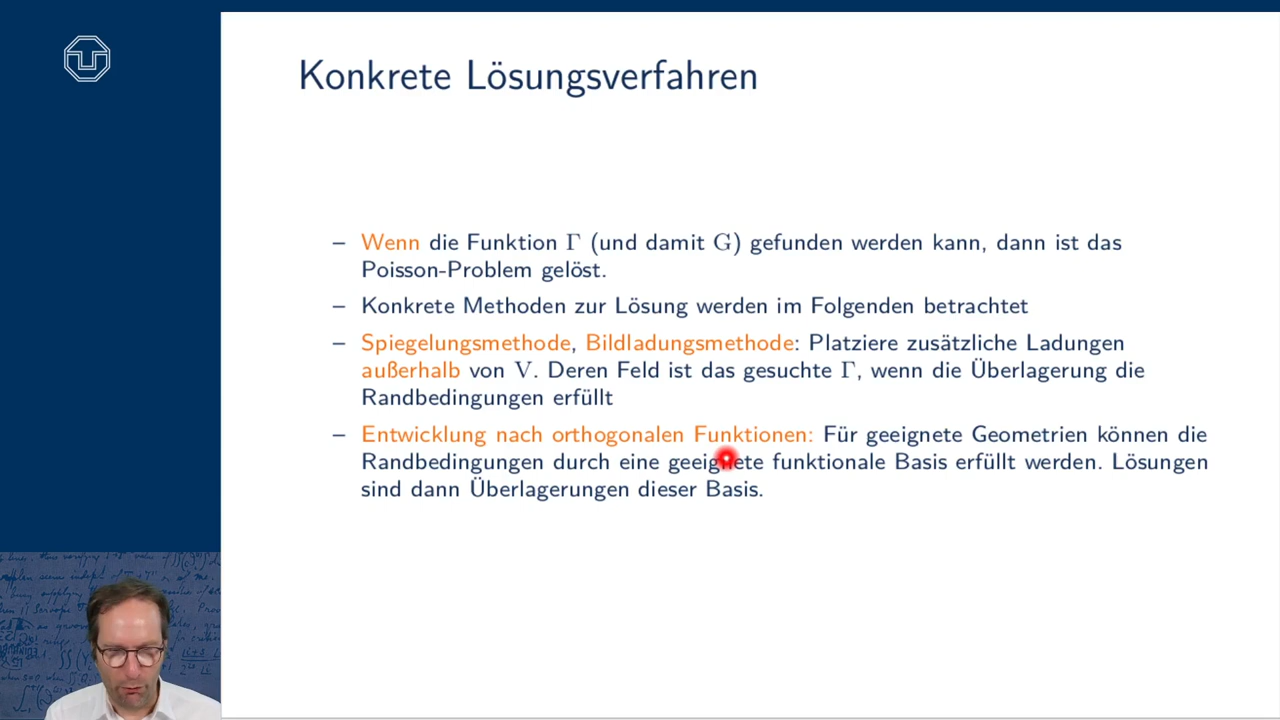 Konkrete Lösungsverfahren
– Wenn die Funktion Γ (und damit G) gefunden werden kann, dann ist das
Poisson-Problem gelöst.
– Konkrete Methoden zur Lösung werden im Folgenden betrachtet
– Spiegelungsmethode, Bildladungsmethode: Platziere zusätzliche Ladungen
außerhalb von V. Deren Feld ist das gesuchte Γ, wenn die Überlagerung die
Randbedingungen erfüllt
– Entwicklung nach orthogonalen Funktionen: Für geeignete Geometrien können die
Randbedingungen durch eine geeignete funktionale Basis erfüllt werden. Lösungen
sind dann Überlagerungen dieser Basis.